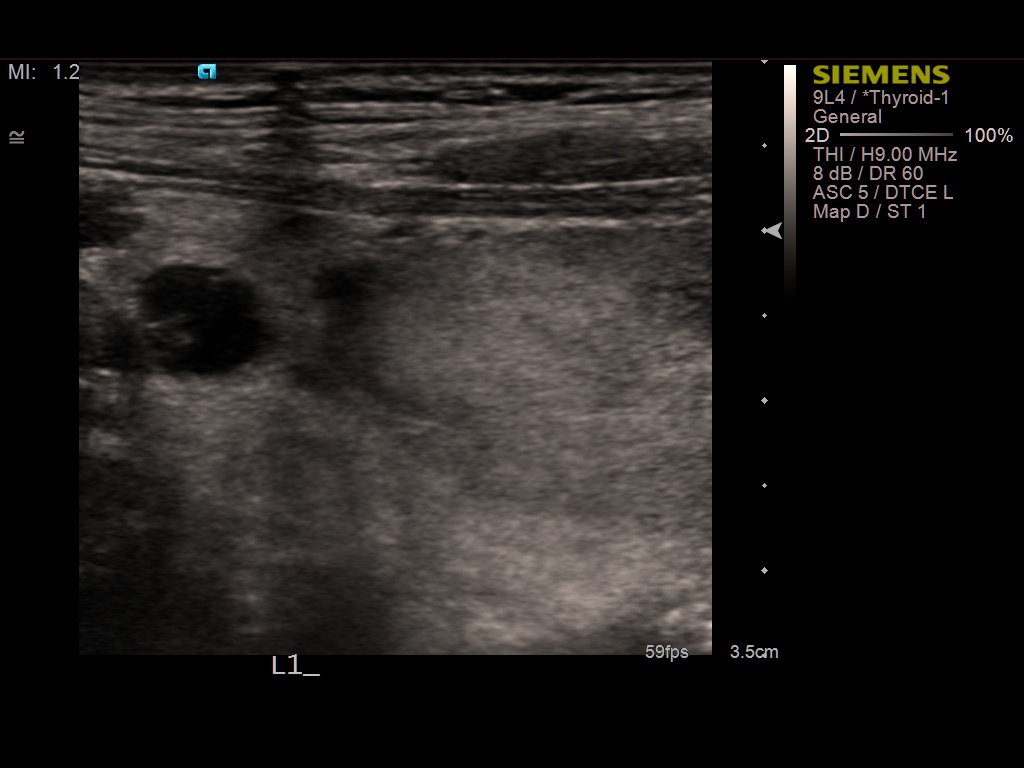 MI: 1.2
SIEMENS
9L4 / *Thyroid-1
General
2D 100%
THI / H9.00 MHz
8 dB / DR 60
ASC 5 / DTCE L
Map D / ST 1
59fps 3.5cm
L1_